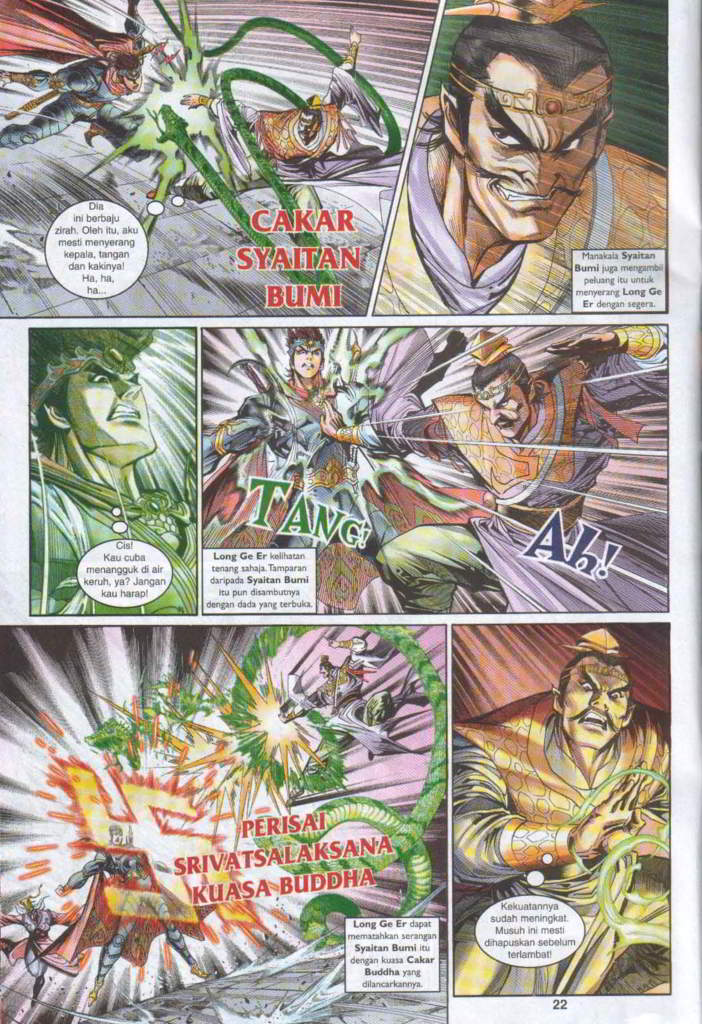 Dia
ini berbaju
zirah. Oleh itu, aku
mesti menyerang
kepala, tangan
dan kakinya!
Ha, ha,
ha...
CAKAR
SYAITAN
BUMI
Manakala Syaitan
Bumi juga mengambil
peluang itu untuk
menyerang Long Ge
Er dengan segera.
Cis!
Kau cuba
menangguk di air
keruh, ya? Jangan
kau harap!
TANG!
Long Ge Er kelihatan
tenang sahaja. Tamparan
daripada Syaitan Bumi
itu pun disambutnya
dengan dada yang terbuka.
Ah!
PERISAI
SRIVATSALAKSANA
KUASA BUDDHA
Long Ge Er dapat
mematahkan serangan
Syaitan Bumi itu
dengan kuasa Cakar
Buddha yang
dilancarkannya.
Kekuatannya
sudah meningkat.
Musuh ini mesti
dihapuskan sebelum
terlambat!
22